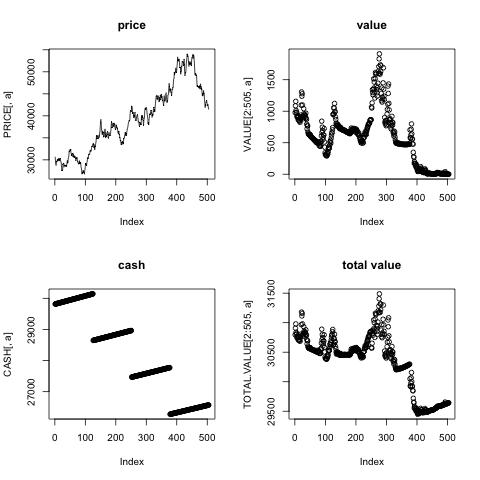 price
PRICE[, a]
30000 40000 50000
0 100 200 300 400 500
Index
value
VALUE[2:505, a]
0 500 1000 1500
0 100 200 300 400 500
Index
cash
CASH[, a]
27000 29000
0 100 200 300 400 500
Index
total value
TOTAL.VALUE[2:505, a]
29500 30500 31500
0 100 200 300 400 500
Index